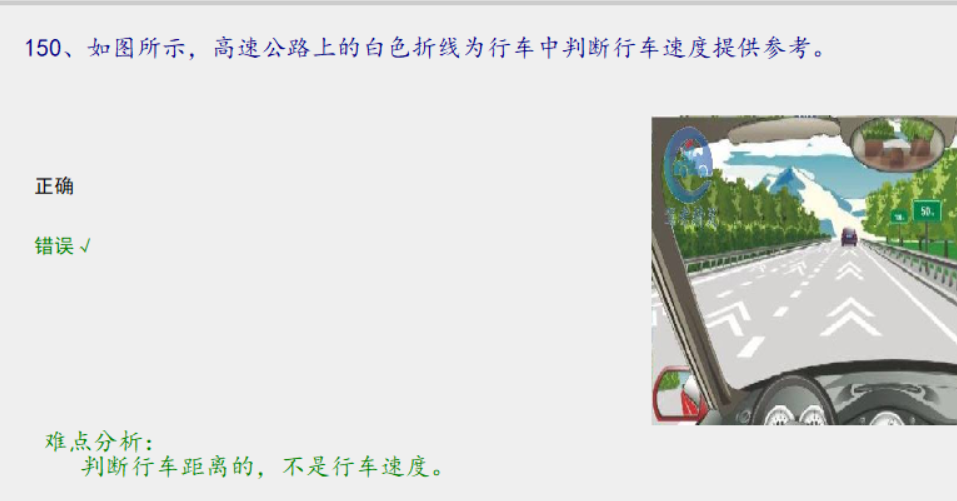 150、如图所示，高速公路上的白色折线为行车中判断行车速度提供参考。
正确
错误√
50
难点分析：
判断行车距离的，不是行车速度。